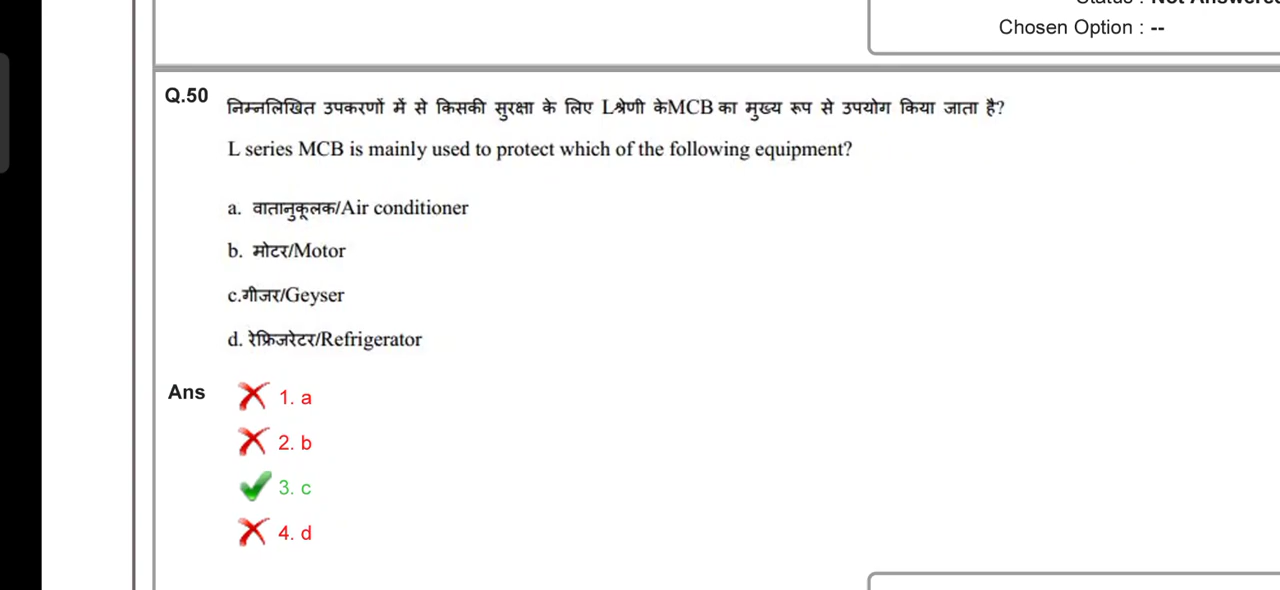 Chosen Option : --
Q.50
निम्नलिखित उपकरणों में से किसकी सुरक्षा के लिए Lश्रेणी केMCB का मुख्य रूप से उपयोग किया जाता है?
L series MCB is mainly used to protect which of the following equipment?
a. वातानुकूलक/Air conditioner
b. मोटर/Motor
c.गीजर/Geyser
d. रेफ्रिजरेटर/Refrigerator
Ans
1. a
2. b
3. c
4. d